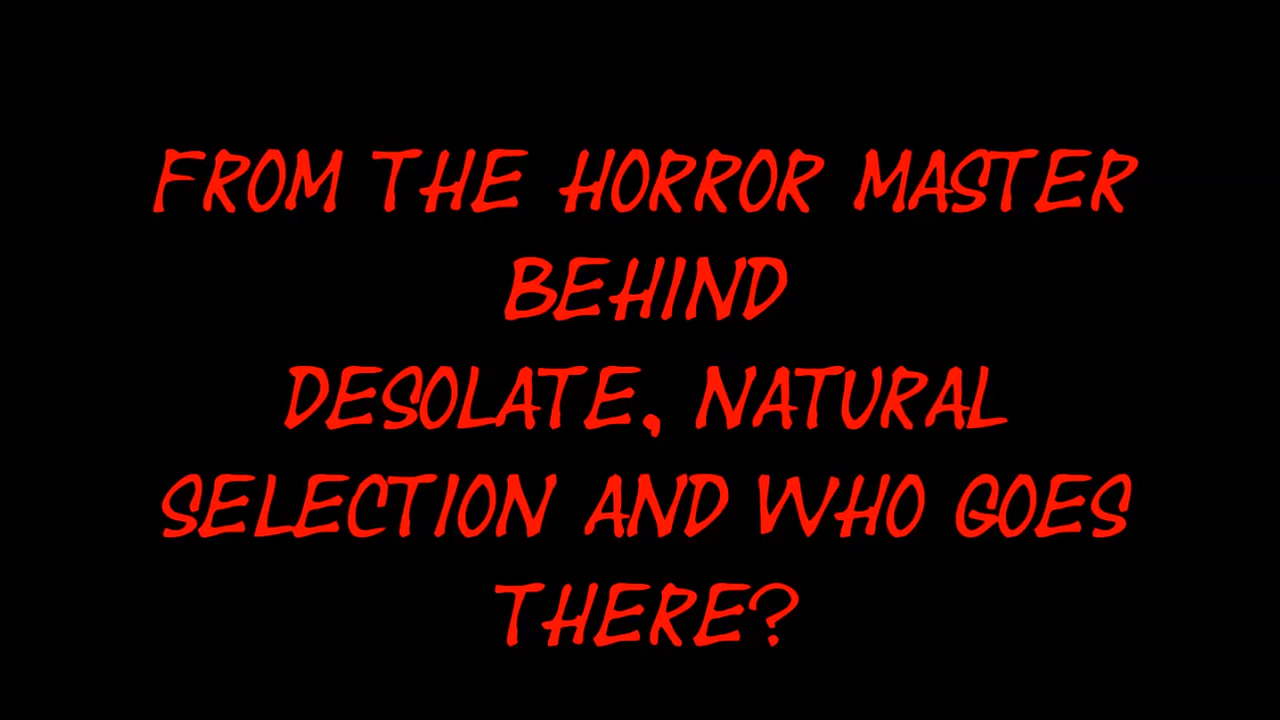 FROM THE HORROR MASTER
BEHIND
DESOLATE, NATURAL
SELECTION AND WHO GOES
THERE?